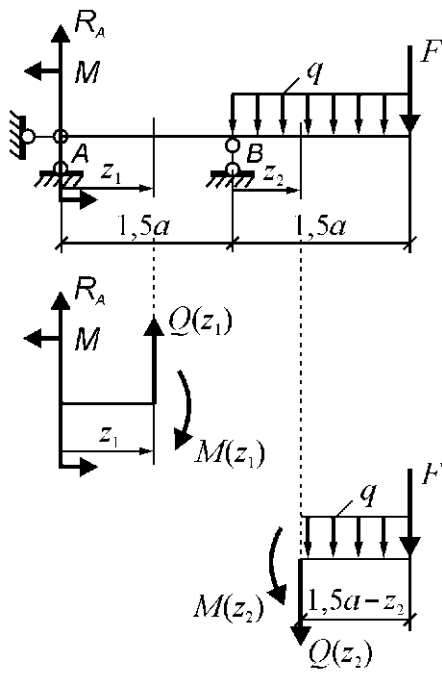 R_A
F
M
q
A
B
z_1
z_2
1,5a
1,5a
R_A
M
Q(z_1)
z_1
M(z_1)
F
q
M(z_2)
1,5a-z_2
Q(z_2)